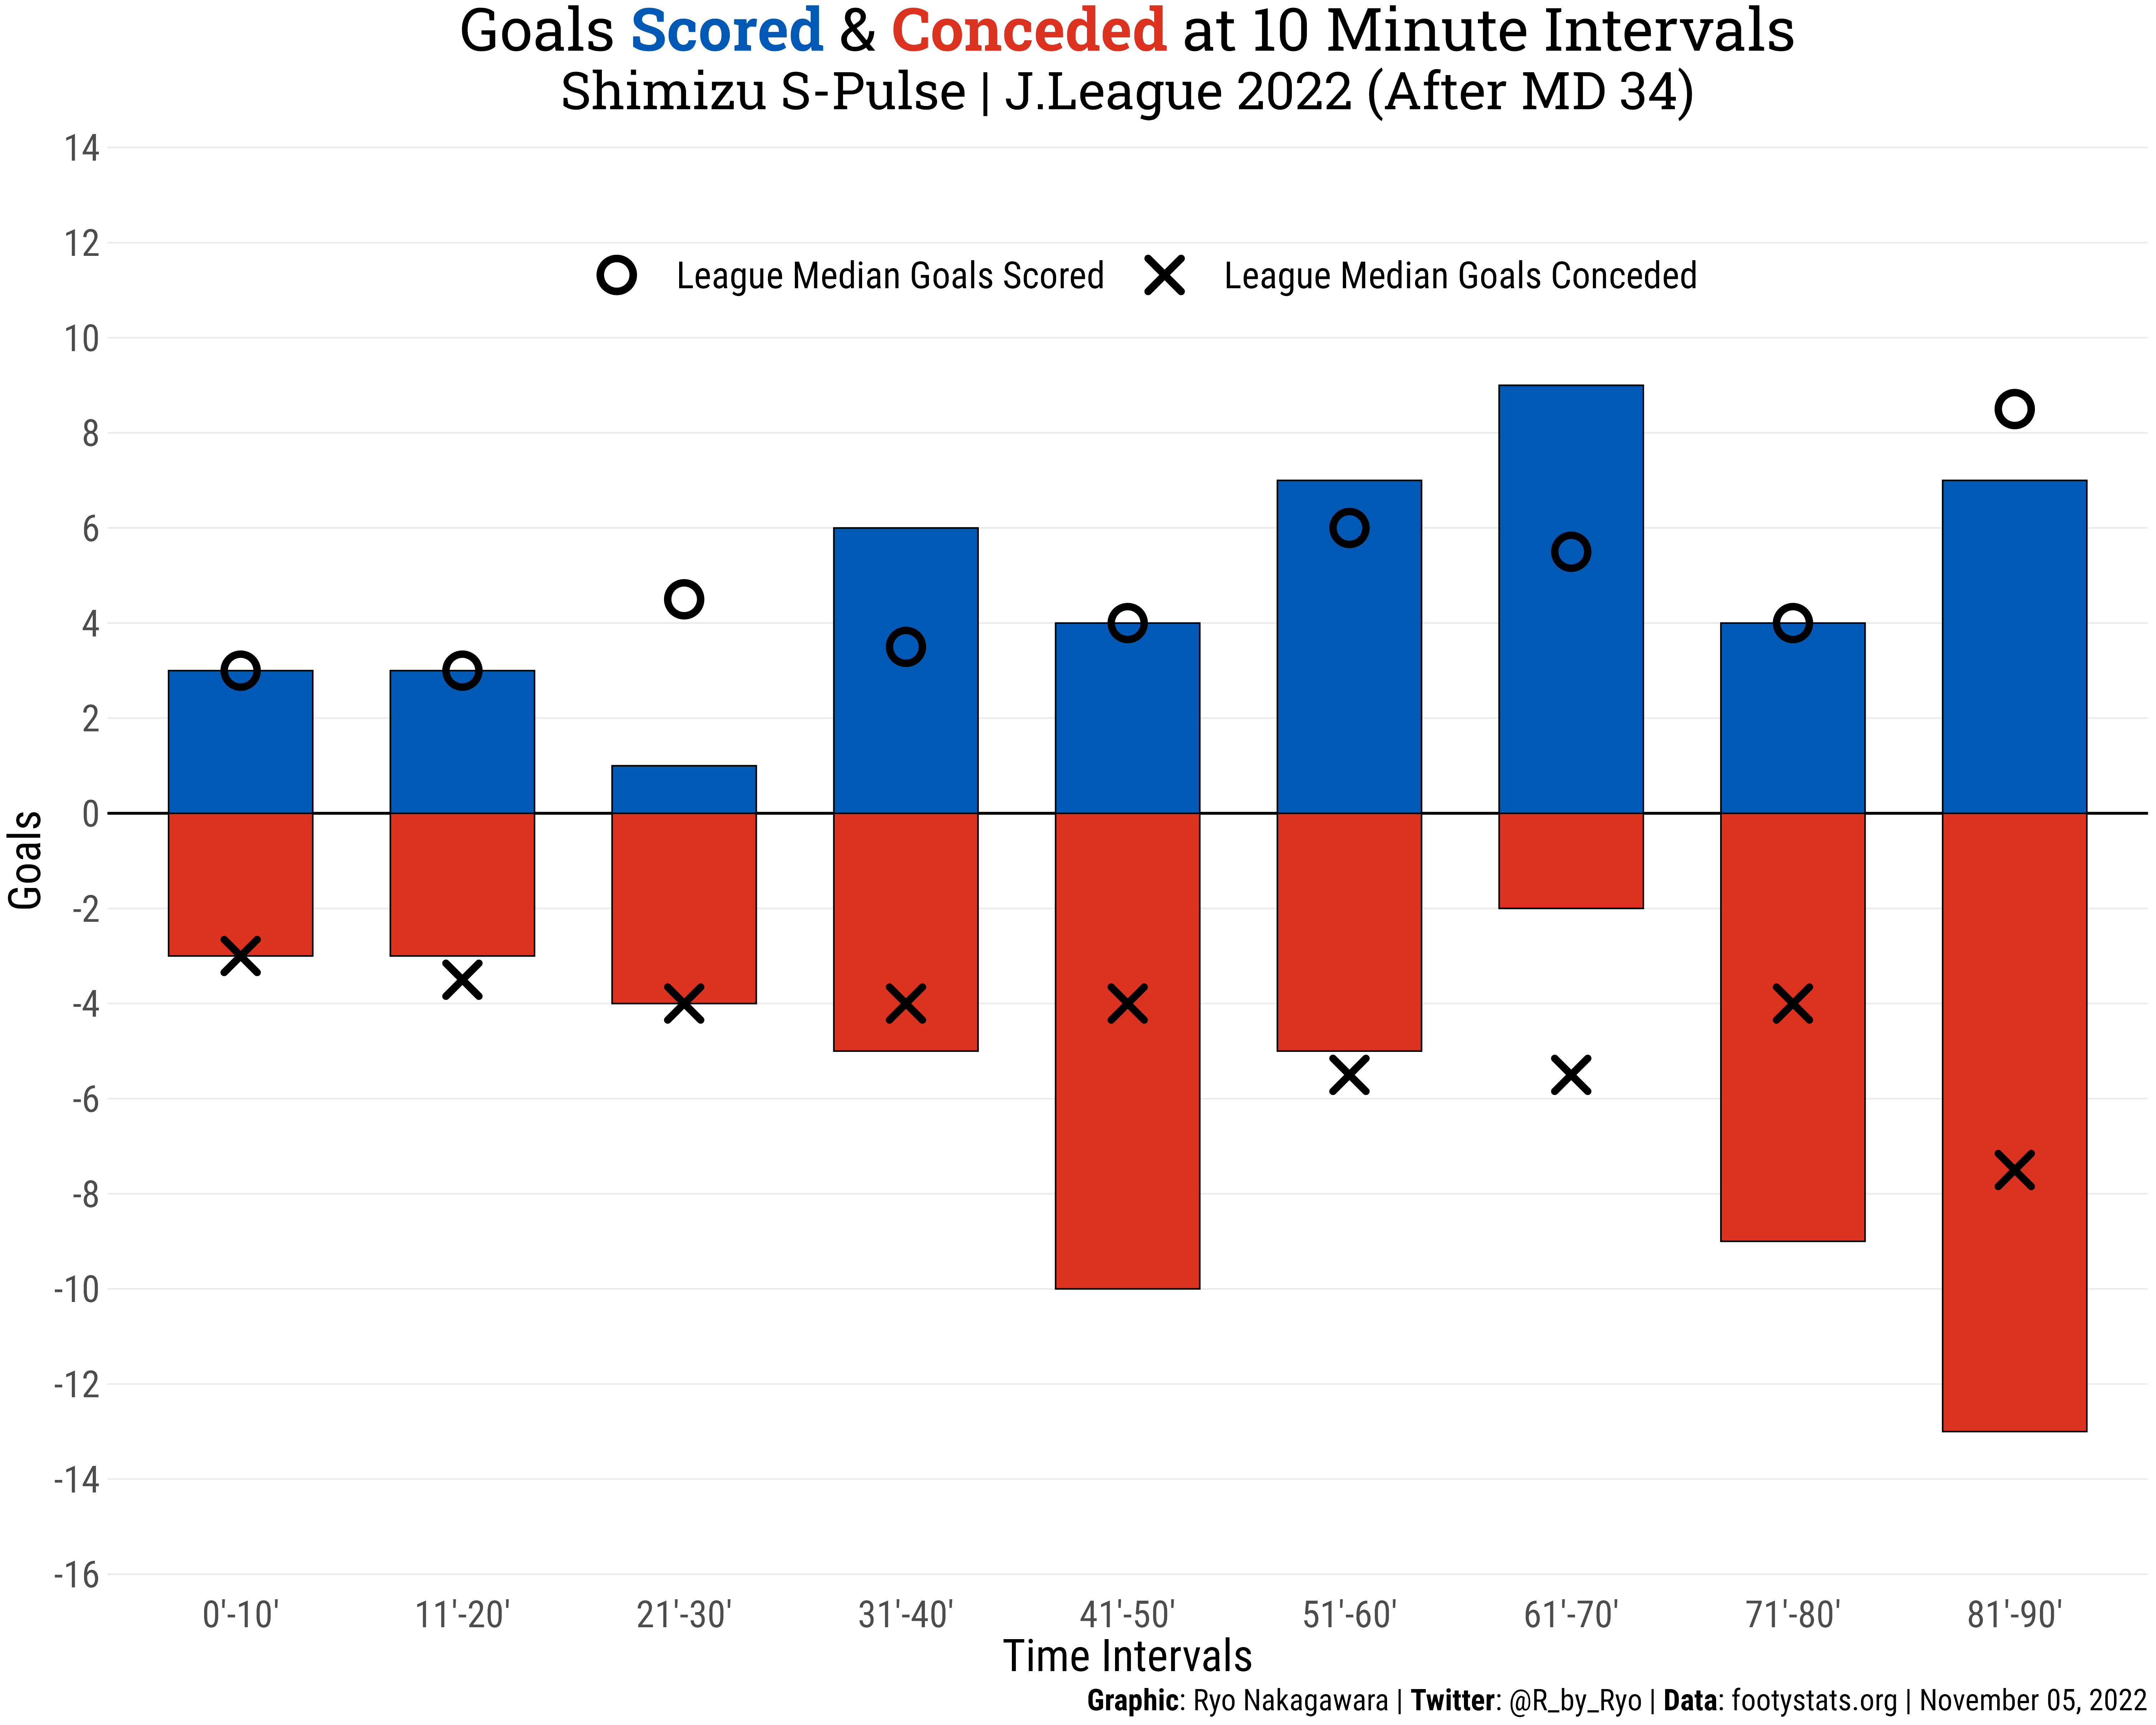 Goals Scored & Conceded at 10 Minute Intervals
Shimizu S-Pulse | J.League 2022 (After MD 34)
14
12
League Median Goals Scored
League Median Goals Conceded
10
8
6
4
2
0
Goals
-2
-4
-6
-8
-10
-12
-14
-16
0'-10' 11'-20' 21'-30' 31'-40' 41'-50' 51'-60' 61'-70' 71'-80' 81'-90'
Time Intervals
Graphic: Ryo Nakagawara | Twitter: @R_by_Ryo | Data: footystats.org | November 05, 2022